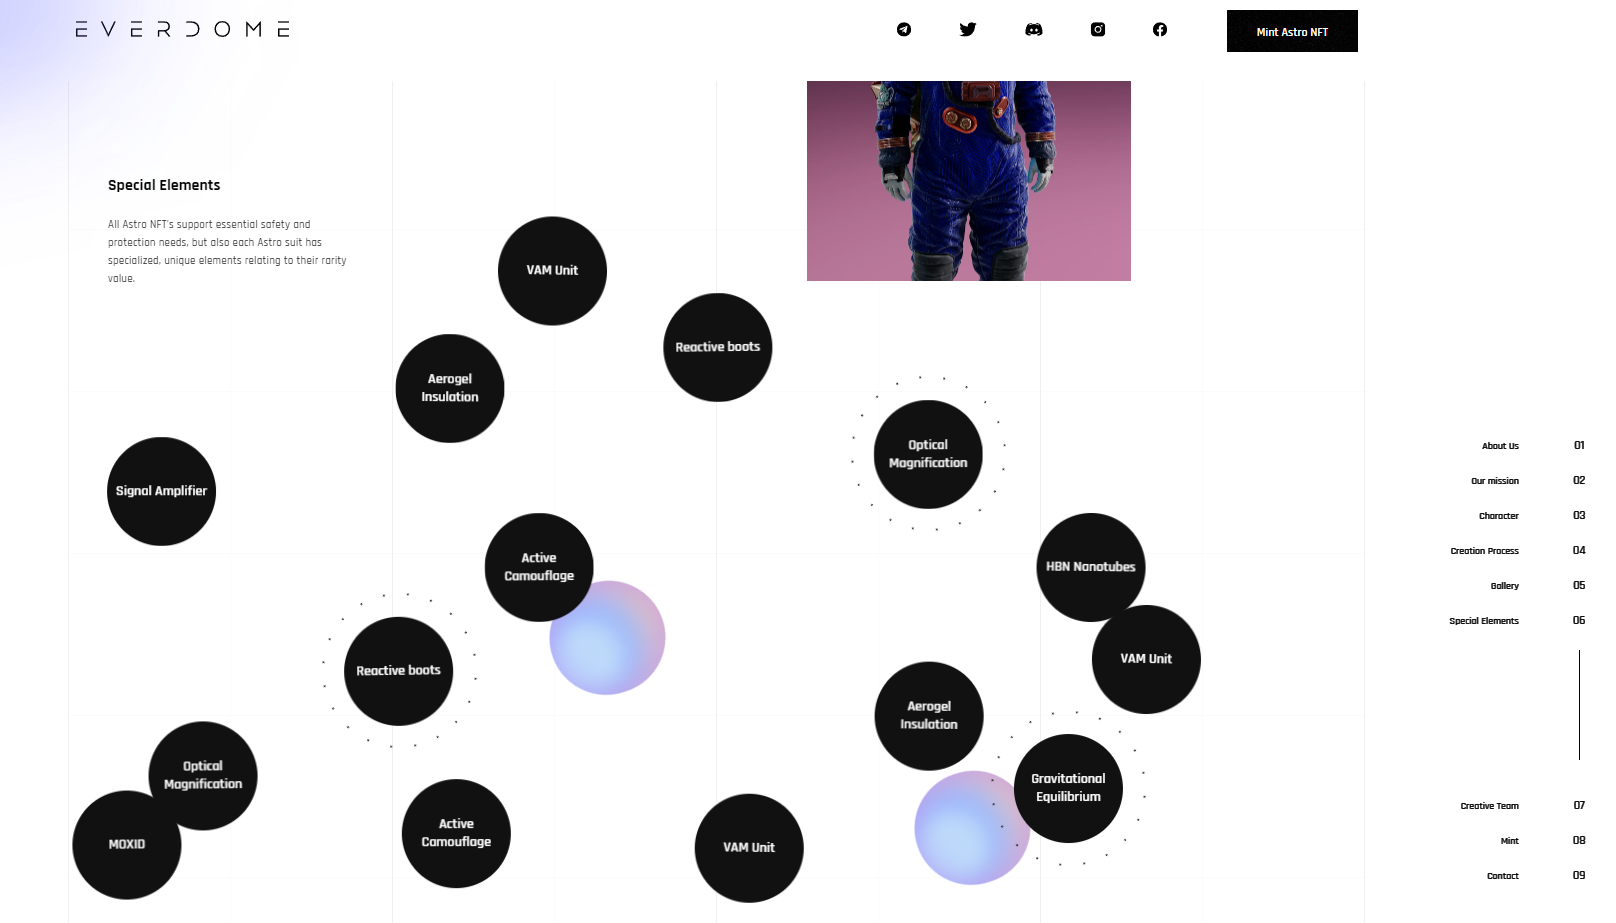 EVERDOME
Mint Astro NFT
Special Elements
All Astro NFT's support essential safety and
protection needs, but also each Astro suit has
specialized, unique elements relating to their rarity
value.
VAM Unit
Reactive boots
Aerogel
Insulation
Optical
Magnification
Signal Amplifier
Active
Camouflage
HBN Nanotubes
Reactive boots
VAM Unit
Aerogel
Insulation
Optical
Magnification
Gravitational
Equilibrium
MOXID
Active
Camouflage
VAM Unit
About Us 01
Our mission 02
Character 03
Creation Process 04
Gallery 05
Special Elements 06
Creative Team 07
Mint 08
Contact 09